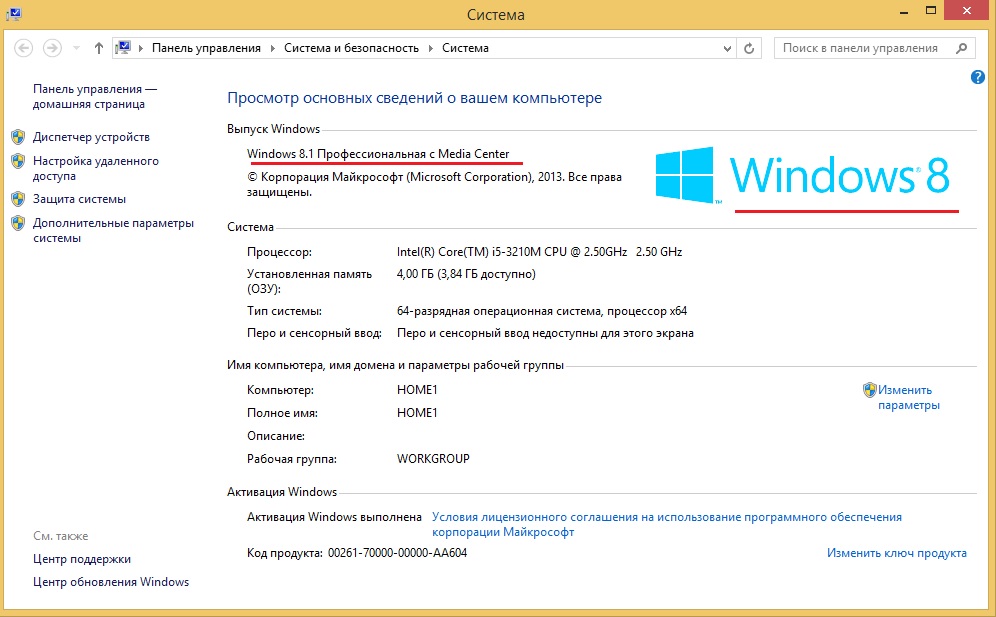 Система
Панель управления ▸ Система и безопасность ▸ Система
Поиск в панели управления
Панель управления —
домашняя страница
Диспетчер устройств
Настройка удаленного
доступа
Защита системы
Дополнительные параметры
системы
Просмотр основных сведений о вашем компьютере
Выпуск Windows
Windows 8.1 Профессиональная с Media Center
© Корпорация Майкрософт (Microsoft Corporation), 2013. Все права
защищены.
Windows® 8
Система
Процессор: Intel(R) Core(TM) i5-3210M CPU @ 2.50GHz 2.50 GHz
Установленная память 4,00 ГБ (3,84 ГБ доступно)
(ОЗУ):
Тип системы: 64-разрядная операционная система, процессор x64
Перо и сенсорный ввод: Перо и сенсорный ввод недоступны для этого экрана
Имя компьютера, имя домена и параметры рабочей группы
Компьютер: HOME1
Изменить
параметры
Полное имя: HOME1
Описание:
Рабочая группа: WORKGROUP
Активация Windows
Активация Windows выполнена Условия лицензионного соглашения на использование программного обеспечения
корпорации Майкрософт
Код продукта: 00261-70000-00000-AA604 Изменить ключ продукта
См. также
Центр поддержки
Центр обновления Windows